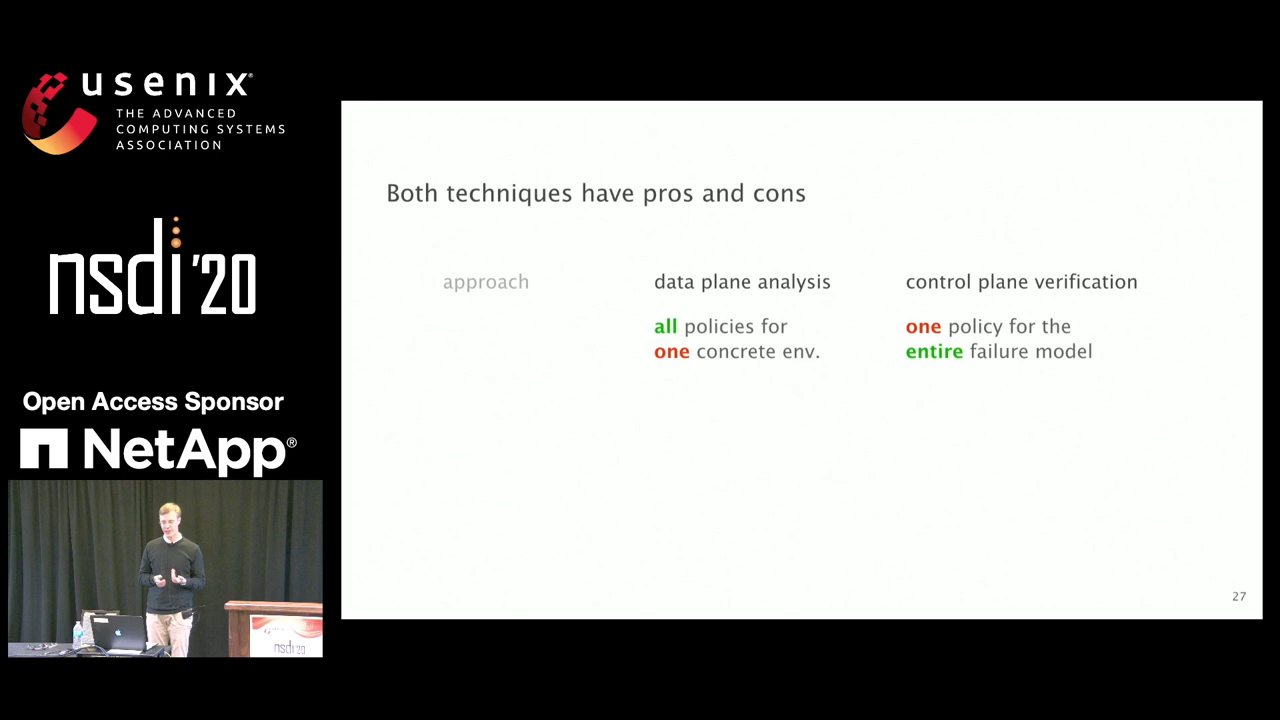 usenix®
THE ADVANCED
COMPUTING SYSTEMS
ASSOCIATION
nsdi '20
Open Access Sponsor
NetApp®
nsdi '20
Both techniques have pros and cons
approach
data plane analysis
control plane verification
all policies for
one concrete env.
one policy for the
entire failure model
27